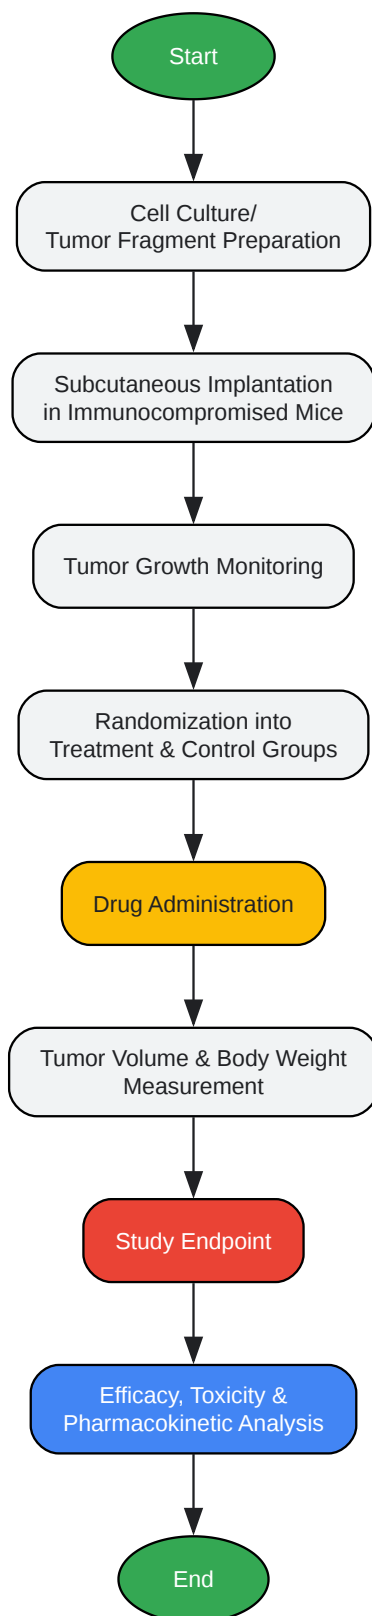 Start
Cell Culture/
Tumor Fragment Preparation
Subcutaneous Implantation
in Immunocompromised Mice
Tumor Growth Monitoring
Randomization into
Treatment & Control Groups
Drug Administration
Tumor Volume & Body Weight
Measurement
Study Endpoint
Efficacy, Toxicity &
Pharmacokinetic Analysis
End